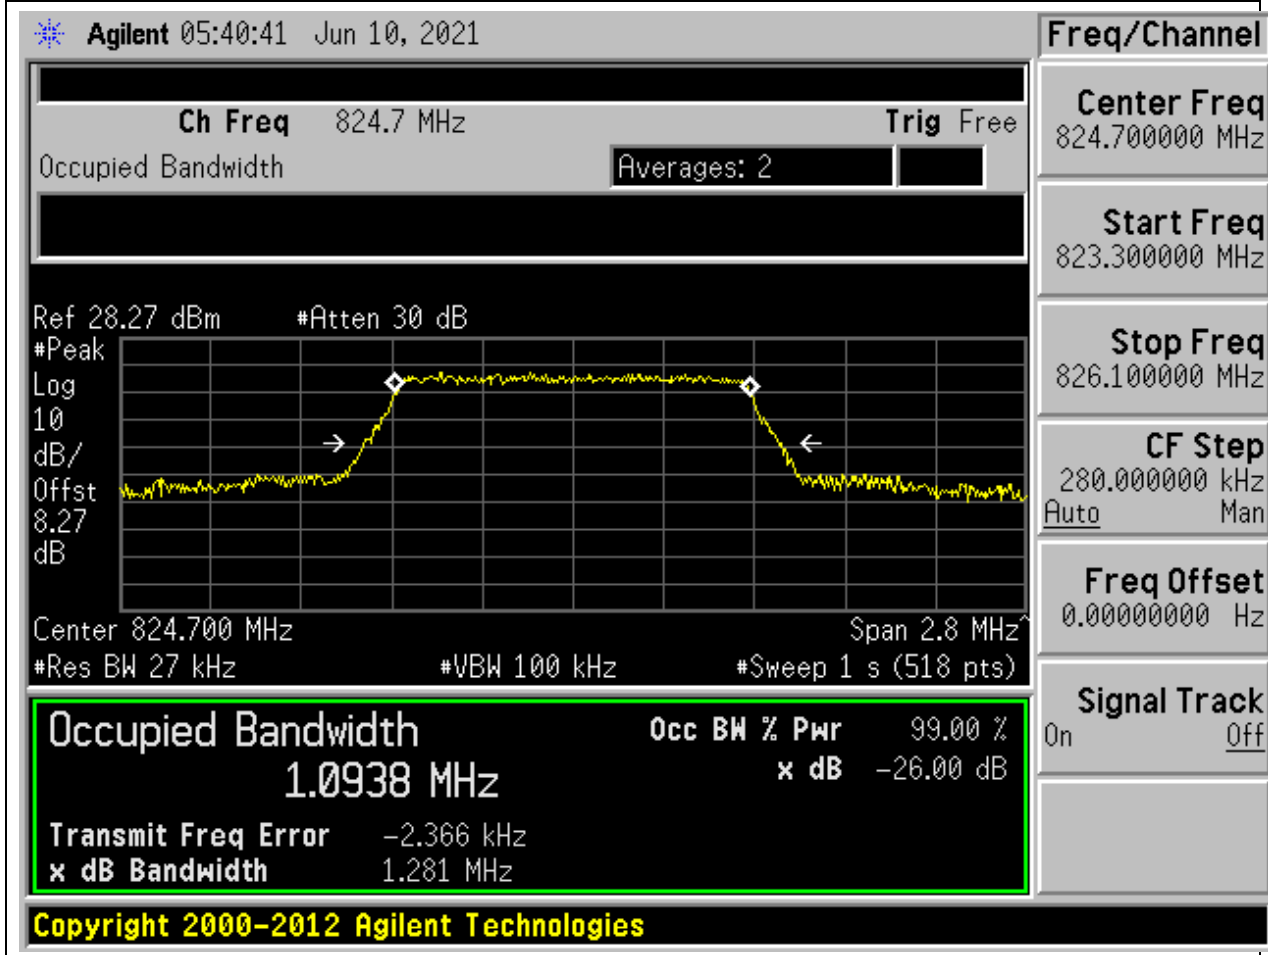 Agilent 05:40:41 Jun 10, 2021
Freq/Channel
Ch Freq 824.7 MHz Trig Free
Occupied Bandwidth Averages: 2
Center Freq
824.700000 MHz
Start Freq
823.300000 MHz
Stop Freq
826.100000 MHz
CF Step
280.000000 kHz
Auto Man
Freq Offset
0.00000000 Hz
Signal Track
On Off
Ref 28.27 dBm #Atten 30 dB
#Peak
Log
10
dB/
Offst
8.27
dB
Center 824.700 MHz Span 2.8 MHz^
#Res BW 27 kHz #VBW 100 kHz #Sweep 1 s (518 pts)
Occupied Bandwidth Occ BW % Pwr 99.00 %
1.0938 MHz x dB -26.00 dB
Transmit Freq Error -2.366 kHz
x dB Bandwidth 1.281 MHz
Copyright 2000-2012 Agilent Technologies